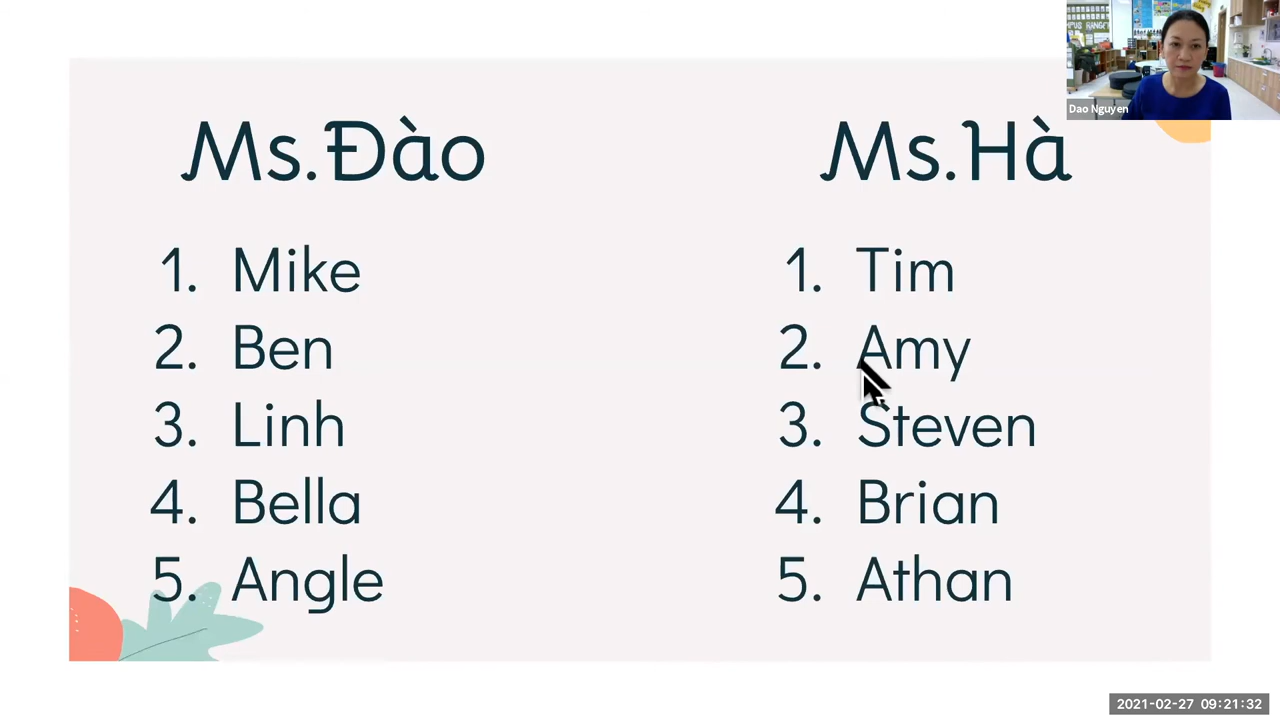 Ms.Đào
1. Mike
2. Ben
3. Linh
4. Bella
5. Angle
Ms.Hà
1. Tim
2. Amy
3. Steven
4. Brian
5. Athan
Dao Nguyen
2021-02-27 09:21:32